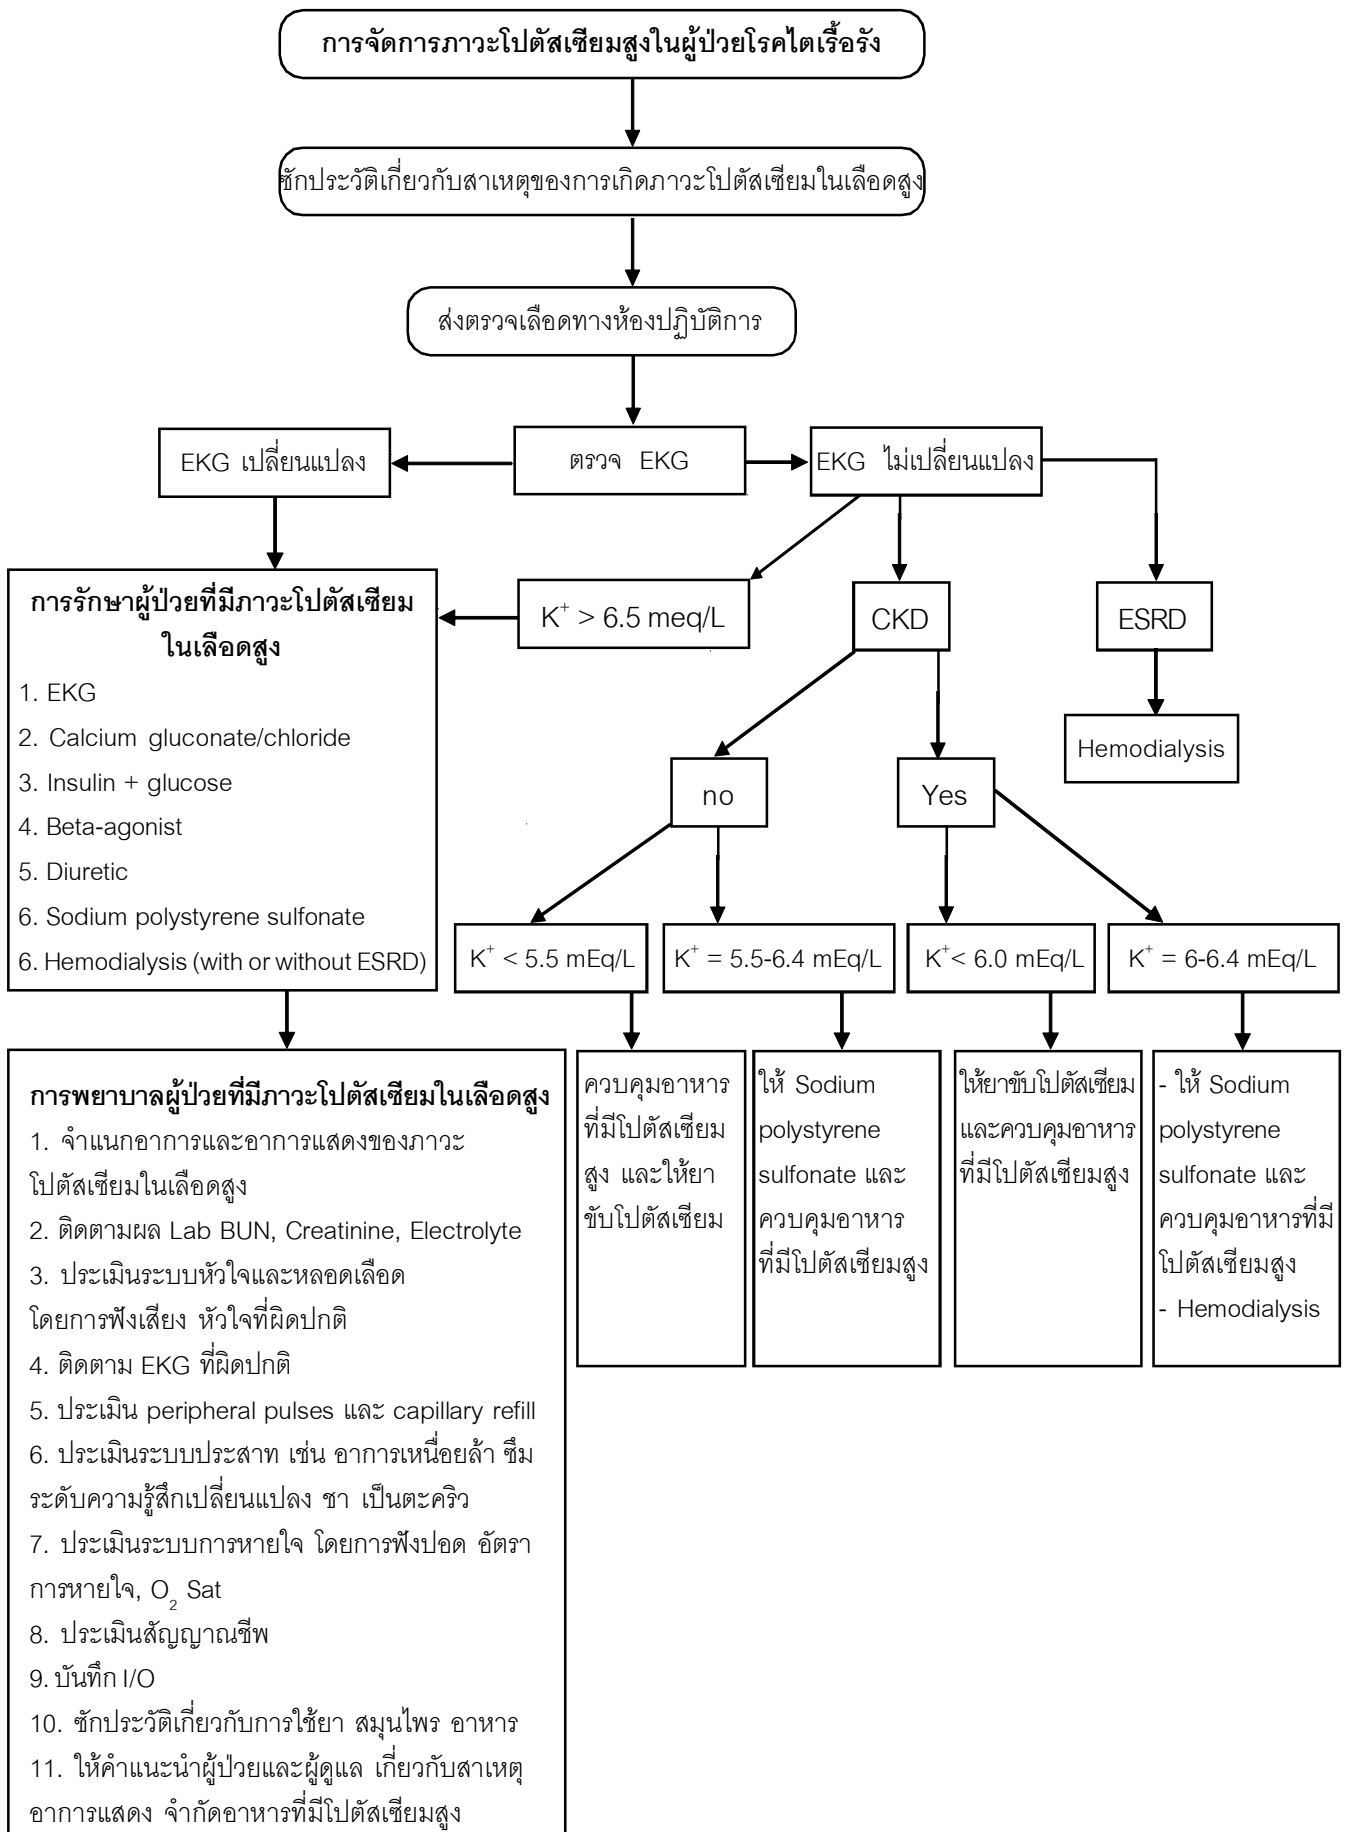 การจัดการภาวะโปตัสเซียมสูงในผู้ป่วยโรคไตเรื้อรัง
ซักประวัติเกี่ยวกับสาเหตุของการเกิดภาวะโปตัสเซียมในเลือดสูง
ส่งตรวจเลือดทางห้องปฏิบัติการ
EKG เปลี่ยนแปลง
ตรวจ EKG
EKG ไม่เปลี่ยนแปลง
การรักษาผู้ป่วยที่มีภาวะโปตัสเซียม
ในเลือดสูง
1. EKG
2. Calcium gluconate/chloride
3. Insulin + glucose
4. Beta-agonist
5. Diuretic
6. Sodium polystyrene sulfonate
6. Hemodialysis (with or without ESRD)
K⁺ > 6.5 meq/L
CKD
ESRD
Hemodialysis
no
Yes
K⁺ < 5.5 mEq/L
K⁺ = 5.5-6.4 mEq/L
K⁺< 6.0 mEq/L
K⁺ = 6-6.4 mEq/L
การพยาบาลผู้ป่วยที่มีภาวะโปตัสเซียมในเลือดสูง
1. จำแนกอาการและอาการแสดงของภาวะ
โปตัสเซียมในเลือดสูง
2. ติดตามผล Lab BUN, Creatinine, Electrolyte
3. ประเมินระบบหัวใจและหลอดเลือด
โดยการฟังเสียง หัวใจที่ผิดปกติ
4. ติดตาม EKG ที่ผิดปกติ
5. ประเมิน peripheral pulses และ capillary refill
6. ประเมินระบบประสาท เช่น อาการเหนื่อยล้า ซึม
ระดับความรู้สึกเปลี่ยนแปลง ชา เป็นตะคริว
7. ประเมินระบบการหายใจ โดยการฟังปอด อัตรา
การหายใจ, O₂ Sat
8. ประเมินสัญญาณชีพ
9. บันทึก I/O
10. ซักประวัติเกี่ยวกับการใช้ยา สมุนไพร อาหาร
11. ให้คำแนะนำผู้ป่วยและผู้ดูแล เกี่ยวกับสาเหตุ
อาการแสดง จำกัดอาหารที่มีโปตัสเซียมสูง
ควบคุมอาหาร
ที่มีโปตัสเซียม
สูง และให้ยา
ขับโปตัสเซียม
ให้ Sodium
polystyrene
sulfonate และ
ควบคุมอาหาร
ที่มีโปตัสเซียมสูง
ให้ยาขับโปตัสเซียม
และควบคุมอาหาร
ที่มีโปตัสเซียมสูง
- ให้ Sodium
polystyrene
sulfonate และ
ควบคุมอาหารที่มี
โปตัสเซียมสูง
- Hemodialysis